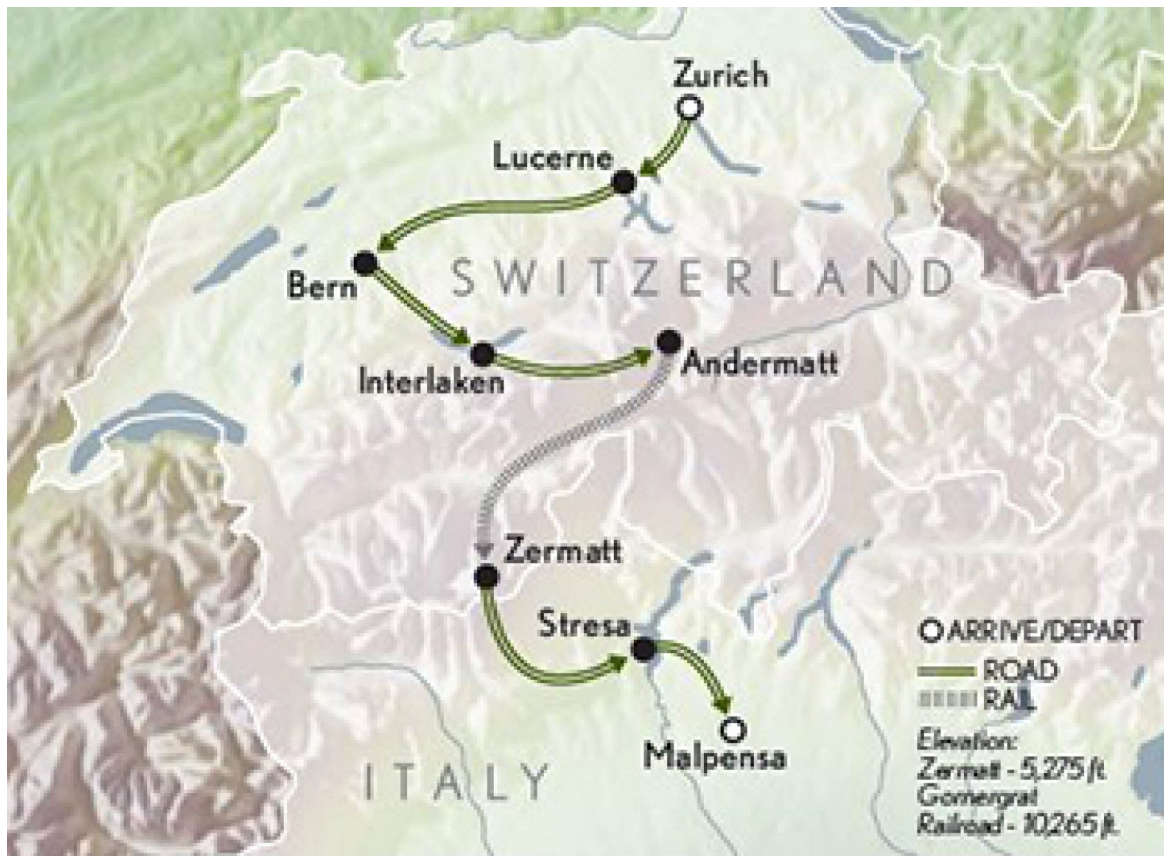 Zurich
Lucerne
Bern
SWITZERLAND
Interlaken
Andermatt
Zermatt
Stresa
Malpensa
ITALY
ARRIVE/DEPART
ROAD
RAIL
Elevation:
Zermatt - 5,275 ft.
Gornergrat
Railroad - 10,265 ft.